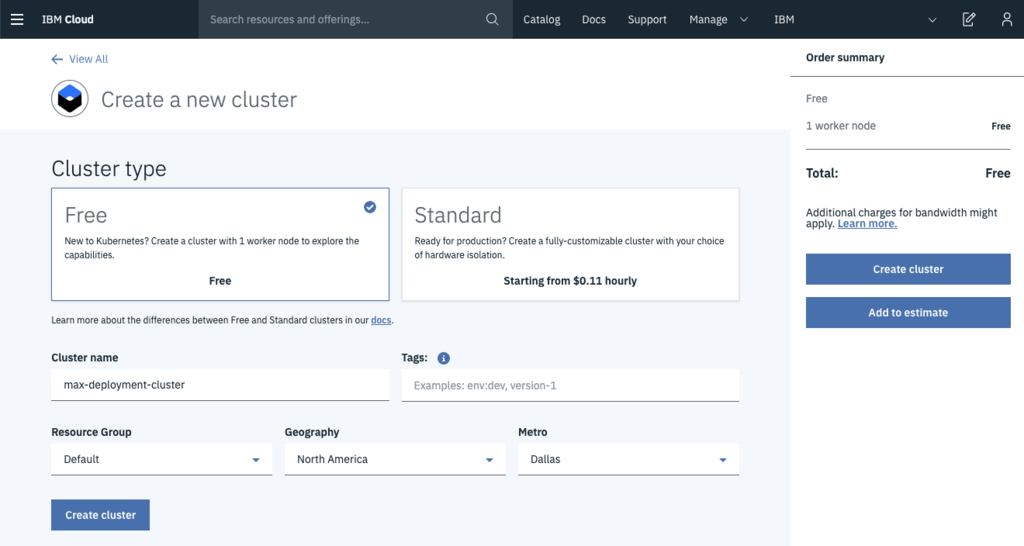 IBM Cloud
Search resources and offerings...
Catalog
Docs
Support
Manage
IBM
View All
Create a new cluster
Cluster type
Free
New to Kubernetes? Create a cluster with 1 worker node to explore the
capabilities.
Free
Standard
Ready for production? Create a fully-customizable cluster with your choice
of hardware isolation.
Starting from $0.11 hourly
Learn more about the differences between Free and Standard clusters in our docs.
Cluster name
max-deployment-cluster
Tags:
Examples: env:dev, version-1
Resource Group
Default
Geography
North America
Metro
Dallas
Create cluster
Order summary
Free
1 worker node Free
Total: Free
Additional charges for bandwidth might
apply. Learn more.
Create cluster
Add to estimate